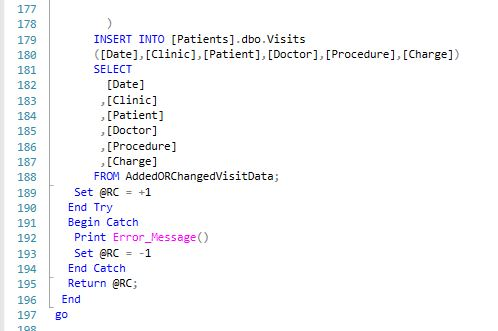 177
178 )
179 INSERT INTO [Patients].dbo.Visits
180 ([Date],[Clinic],[Patient],[Doctor],[Procedure],[Charge])
181 SELECT
182 [Date]
183 ,[Clinic]
184 ,[Patient]
185 ,[Doctor]
186 ,[Procedure]
187 ,[Charge]
188 FROM AddedORChangedVisitData;
189 Set @RC = +1
190 End Try
191 Begin Catch
192 Print Error_Message()
193 Set @RC = -1
194 End Catch
195 Return @RC;
196 End
197 go
198